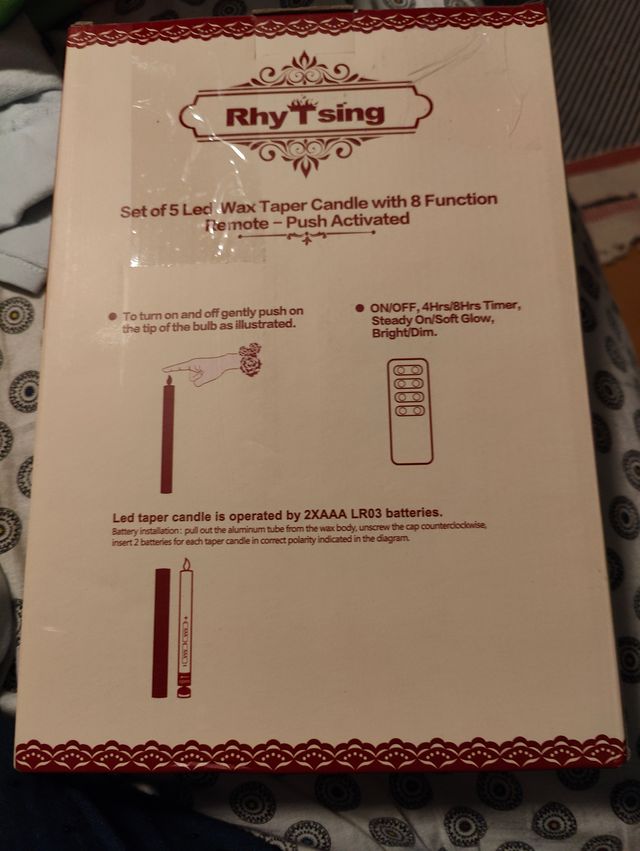 RhyTsing
Set of 5 Led Wax Taper Candle with 8 Function
Remote – Push Activated
● To turn on and off gently push on
the tip of the bulb as illustrated.
● ON/OFF, 4Hrs/8Hrs Timer,
Steady On/Soft Glow,
Bright/Dim.
Led taper candle is operated by 2XAAA LR03 batteries.
Battery installation: pull out the aluminum tube from the wax body, unscrew the cap counterclockwise,
insert 2 batteries for each taper candle in correct polarity indicated in the diagram.